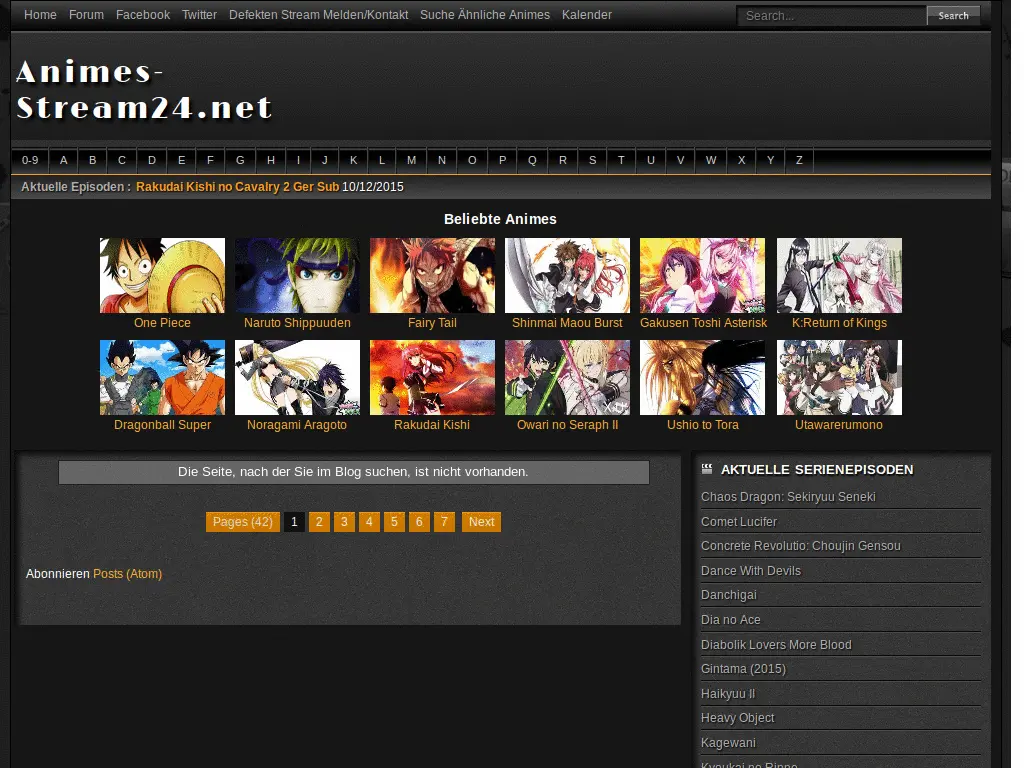 Home Forum Facebook Twitter Defekten Stream Melden/Kontakt Suche Ähnliche Animes Kalender Search... Search
Animes-
Stream24.net
0-9 A B C D E F G H I J K L M N O P Q R S T U V W X Y Z
Aktuelle Episoden : Rakudai Kishi no Cavalry 2 Ger Sub 10/12/2015
Beliebte Animes
One Piece Naruto Shippuuden Fairy Tail Shinmai Maou Burst Gakusen Toshi Asterisk K:Return of Kings
Dragonball Super Noragami Aragoto Rakudai Kishi Owari no Seraph II Ushio to Tora Utawarerumono
Die Seite, nach der Sie im Blog suchen, ist nicht vorhanden.
Pages (42) 1 2 3 4 5 6 7 Next
Abonnieren Posts (Atom)
AKTUELLE SERIENEPISODEN
Chaos Dragon: Sekiryuu Seneki
Comet Lucifer
Concrete Revolutio: Choujin Gensou
Dance With Devils
Danchigai
Dia no Ace
Diabolik Lovers More Blood
Gintama (2015)
Haikyuu II
Heavy Object
Kagewani
Kyoukai no Rinne